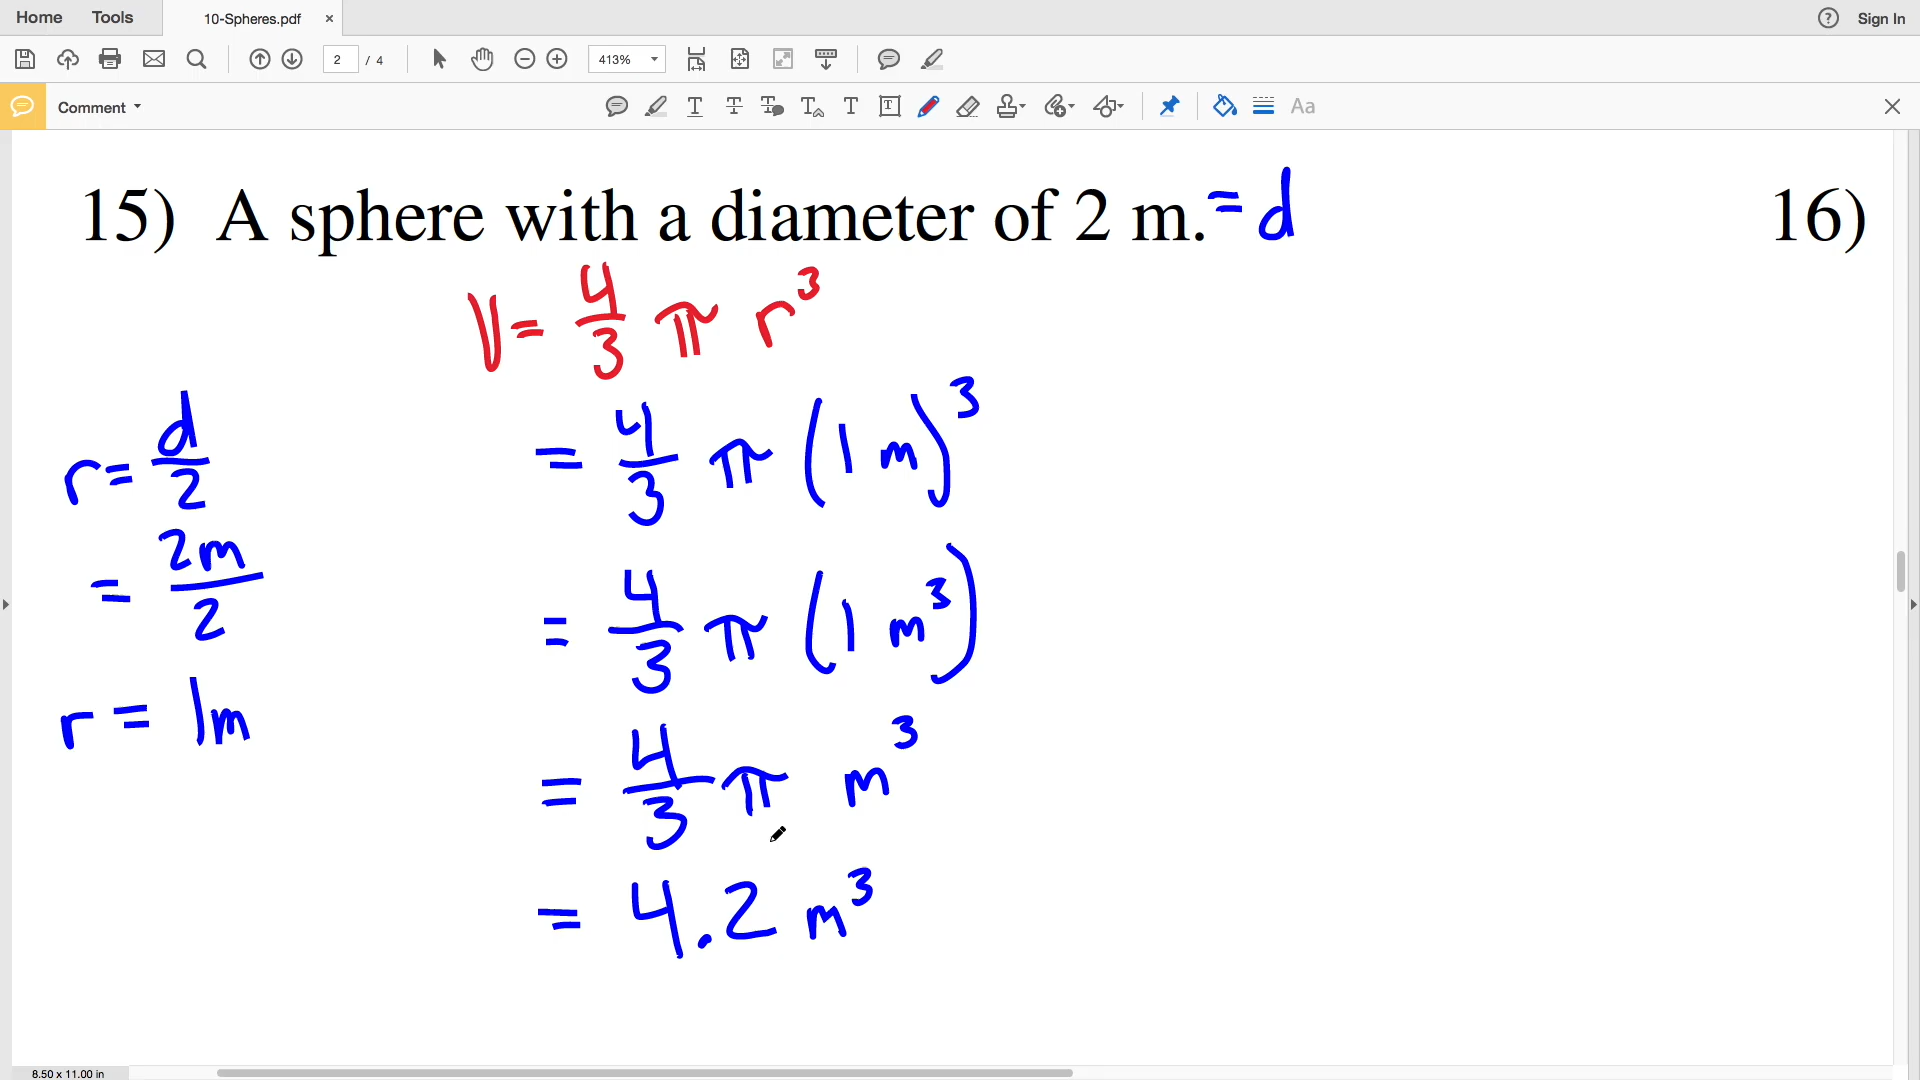 Home Tools 10-Spheres.pdf × ? Sign In
2 / 4 413%
Comment Aa
15) A sphere with a diameter of 2 m. = d 16)
V = 4/3 π r³
r = d/2
= 4/3 π (1 m)³
= 2m/2
= 4/3 π (1 m³)
r = 1m
= 4/3 π m³
= 4.2 m³
8.50 x 11.00 in